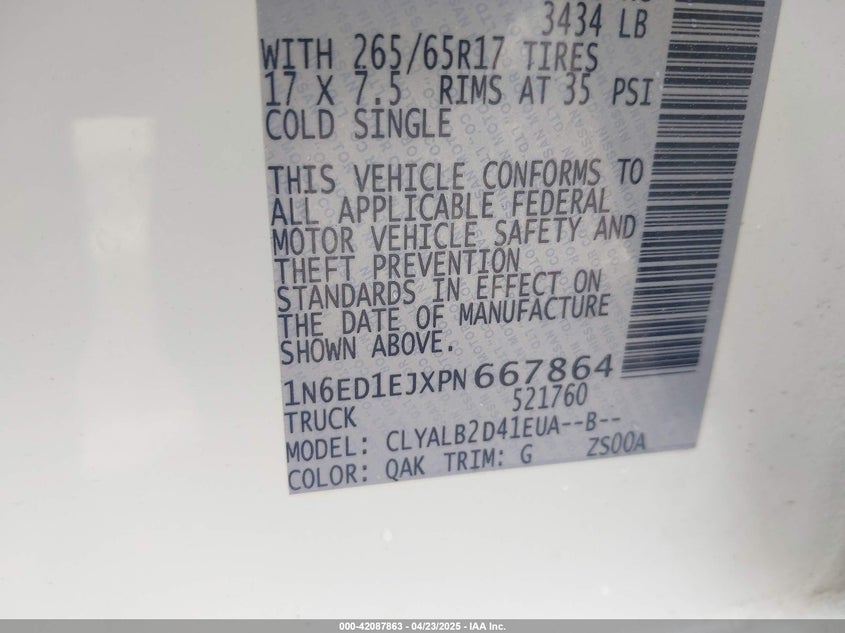 3434 LB
WITH 265/65R17 TIRES
17 X 7.5 RIMS AT 35 PSI
COLD SINGLE
THIS VEHICLE CONFORMS TO
ALL APPLICABLE FEDERAL
MOTOR VEHICLE SAFETY AND
THEFT PREVENTION
STANDARDS IN EFFECT ON
THE DATE OF MANUFACTURE
SHOWN ABOVE.
1N6ED1EJXPN667864
521760
TRUCK
MODEL: CLYALB2D41EUA--B--
COLOR: QAK TRIM: G ZS00A
000-42087863 / 04/23/2025 - IAA Inc.